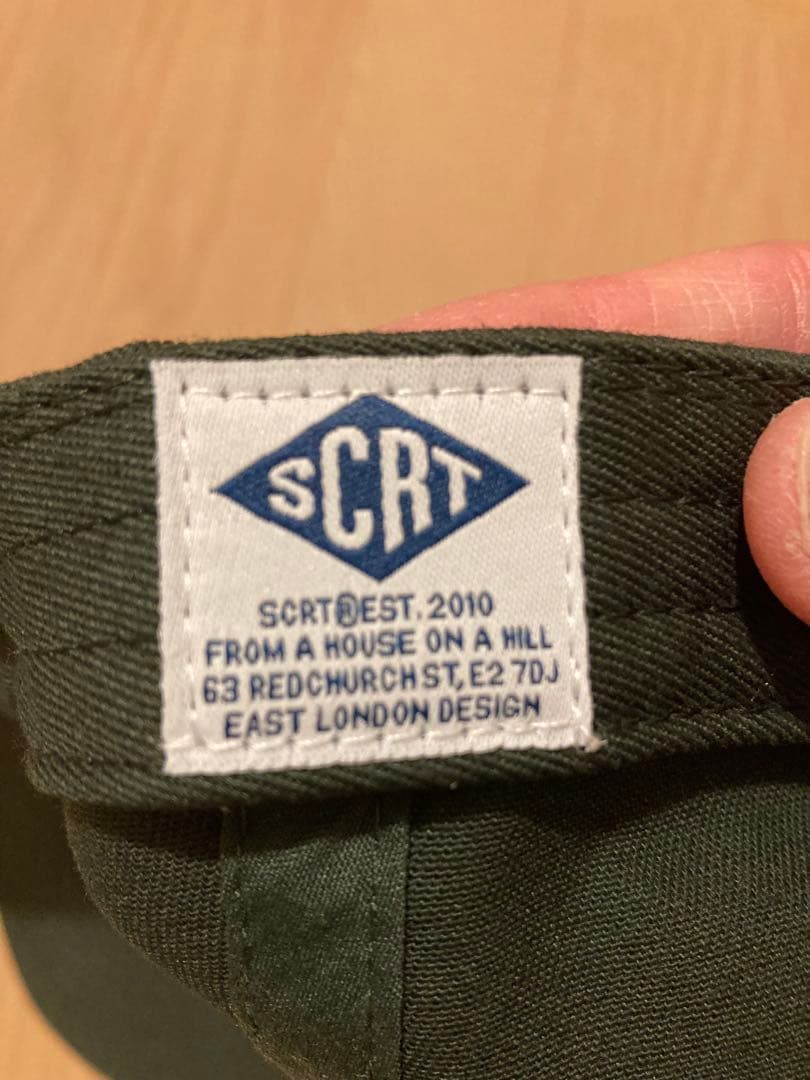 SCRT
SCRT®EST. 2010
FROM A HOUSE ON A HILL
63 REDCHURCH ST, E2 7DJ
EAST LONDON DESIGN